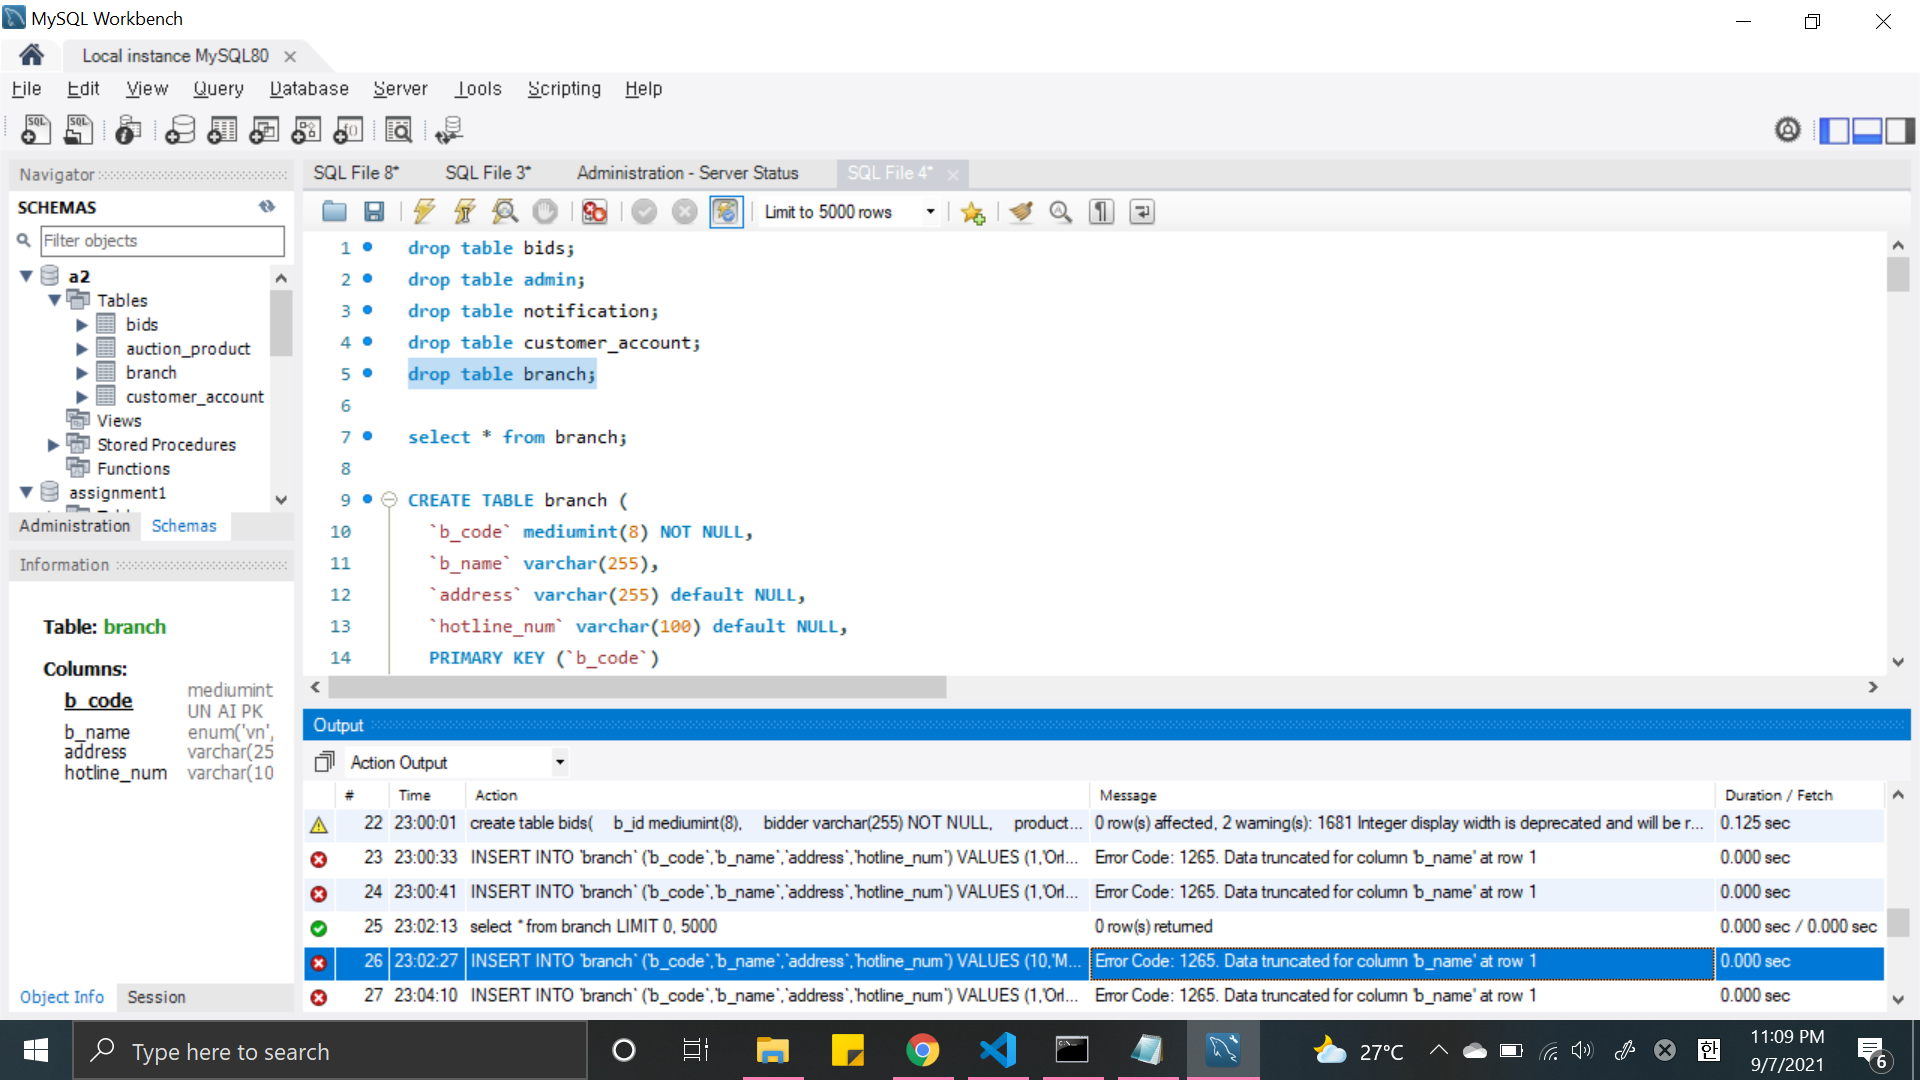 MySQL Workbench
Local instance MySQL80
File Edit View Query Database Server Tools Scripting Help
Navigator
SCHEMAS
Filter objects
a2
Tables
bids
auction_product
branch
customer_account
Views
Stored Procedures
Functions
assignment1
Administration Schemas
Information
Table: branch
Columns:
b_code mediumint UN AI PK
b_name enum('vn',
address varchar(25
hotline_num varchar(10
Object Info Session
SQL File 8* SQL File 3* Administration - Server Status SQL File 4*
Limit to 5000 rows
1 drop table bids;
2 drop table admin;
3 drop table notification;
4 drop table customer_account;
5 drop table branch;
6
7 select * from branch;
8
9 CREATE TABLE branch (
10 `b_code` mediumint(8) NOT NULL,
11 `b_name` varchar(255),
12 `address` varchar(255) default NULL,
13 `hotline_num` varchar(100) default NULL,
14 PRIMARY KEY (`b_code`)
Output
Action Output
# Time Action Message Duration / Fetch
22 23:00:01 create table bids( b_id mediumint(8), bidder varchar(255) NOT NULL, product... 0 row(s) affected, 2 warning(s): 1681 Integer display width is deprecated and will be r... 0.125 sec
23 23:00:33 INSERT INTO `branch` (`b_code`,`b_name`,`address`,`hotline_num`) VALUES (1,'Orl... Error Code: 1265. Data truncated for column 'b_name' at row 1 0.000 sec
24 23:00:41 INSERT INTO `branch` (`b_code`,`b_name`,`address`,`hotline_num`) VALUES (1,'Orl... Error Code: 1265. Data truncated for column 'b_name' at row 1 0.000 sec
25 23:02:13 select * from branch LIMIT 0, 5000 0 row(s) returned 0.000 sec / 0.000 sec
26 23:02:27 INSERT INTO `branch` (`b_code`,`b_name`,`address`,`hotline_num`) VALUES (10,'M... Error Code: 1265. Data truncated for column 'b_name' at row 1 0.000 sec
27 23:04:10 INSERT INTO `branch` (`b_code`,`b_name`,`address`,`hotline_num`) VALUES (1,'Orl... Error Code: 1265. Data truncated for column 'b_name' at row 1 0.000 sec
Type here to search
27°C
한
11:09 PM
9/7/2021
6